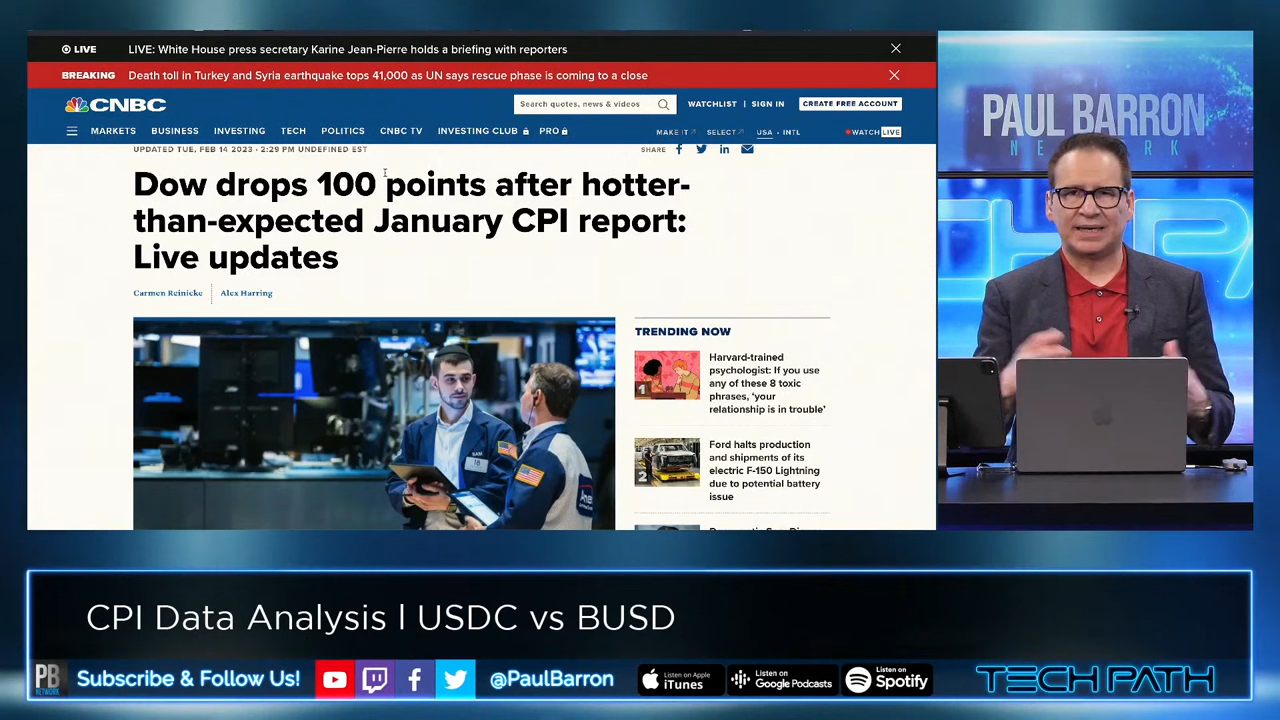 LIVE
LIVE: White House press secretary Karine Jean-Pierre holds a briefing with reporters
BREAKING
Death toll in Turkey and Syria earthquake tops 41,000 as UN says rescue phase is coming to a close
CNBC
Search quotes, news & videos
WATCHLIST
SIGN IN
CREATE FREE ACCOUNT
MARKETS
BUSINESS
INVESTING
TECH
POLITICS
CNBC TV
INVESTING CLUB
PRO
MAKE IT
SELECT
USA • INTL
WATCH LIVE
UPDATED TUE, FEB 14 2023 • 2:29 PM UNDEFINED EST
SHARE
Dow drops 100 points after hotter-
than-expected January CPI report:
Live updates
Carmen Reinicke
Alex Harring
TRENDING NOW
1
Harvard-trained
psychologist: If you use
any of these 8 toxic
phrases, ‘your
relationship is in trouble’
2
Ford halts production
and shipments of its
electric F-150 Lightning
due to potential battery
issue
PAUL BARRON
NETWORK
CPI Data Analysis l USDC vs BUSD
PB
NETWORK
Subscribe & Follow Us!
@PaulBarron
Listen on Apple
iTunes
Listen on
Google Podcasts
Listen on
Spotify
TECH PATH